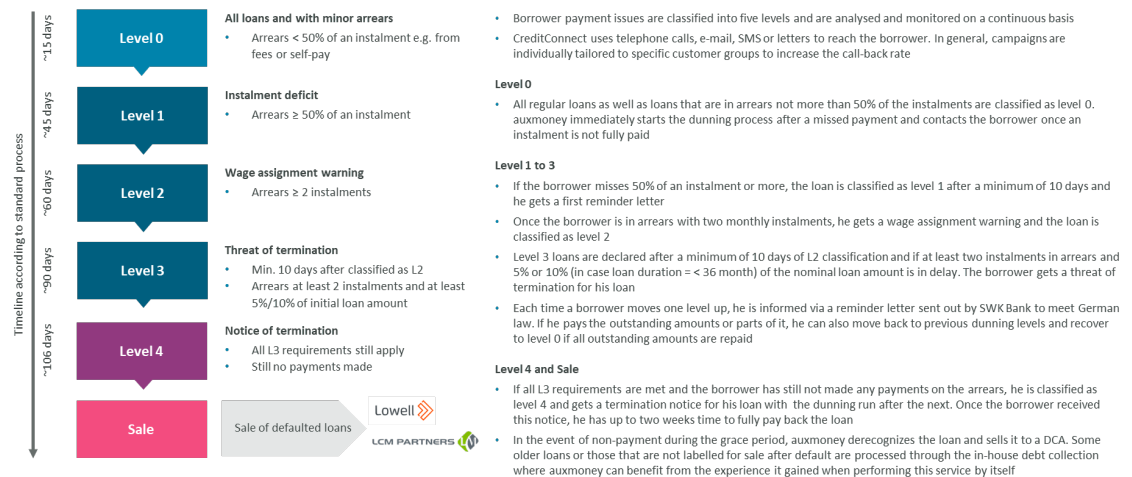 Timeline according to standard process
~15 days
Level 0
All loans and with minor arrears
• Arrears < 50% of an instalment e.g. from
fees or self-pay
~45 days
Level 1
Instalment deficit
• Arrears ≥ 50% of an instalment
~60 days
Level 2
Wage assignment warning
• Arrears ≥ 2 instalments
~90 days
Level 3
Threat of termination
• Min. 10 days after classified as L2
• Arrears at least 2 instalments and at least
5%/10% of initial loan amount
~106 days
Level 4
Notice of termination
• All L3 requirements still apply
• Still no payments made
Sale
Sale of defaulted loans
Lowell
LCM PARTNERS
• Borrower payment issues are classified into five levels and are analysed and monitored on a continuous basis
• CreditConnect uses telephone calls, e-mail, SMS or letters to reach the borrower. In general, campaigns are
individually tailored to specific customer groups to increase the call-back rate
Level 0
• All regular loans as well as loans that are in arrears not more than 50% of the instalments are classified as level 0.
auxmoney immediately starts the dunning process after a missed payment and contacts the borrower once an
instalment is not fully paid
Level 1 to 3
• If the borrower misses 50% of an instalment or more, the loan is classified as level 1 after a minimum of 10 days and
he gets a first reminder letter
• Once the borrower is in arrears with two monthly instalments, he gets a wage assignment warning and the loan is
classified as level 2
• Level 3 loans are declared after a minimum of 10 days of L2 classification and if at least two instalments in arrears and
5% or 10% (in case loan duration = < 36 month) of the nominal loan amount is in delay. The borrower gets a threat of
termination for his loan
• Each time a borrower moves one level up, he is informed via a reminder letter sent out by SWK Bank to meet German
law. If he pays the outstanding amounts or parts of it, he can also move back to previous dunning levels and recover
to level 0 if all outstanding amounts are repaid
Level 4 and Sale
• If all L3 requirements are met and the borrower has still not made any payments on the arrears, he is classified as
level 4 and gets a termination notice for his loan with the dunning run after the next. Once the borrower received
this notice, he has up to two weeks time to fully pay back the loan
• In the event of non-payment during the grace period, auxmoney derecognizes the loan and sells it to a DCA. Some
older loans or those that are not labelled for sale after default are processed through the in-house debt collection
where auxmoney can benefit from the experience it gained when performing this service by itself